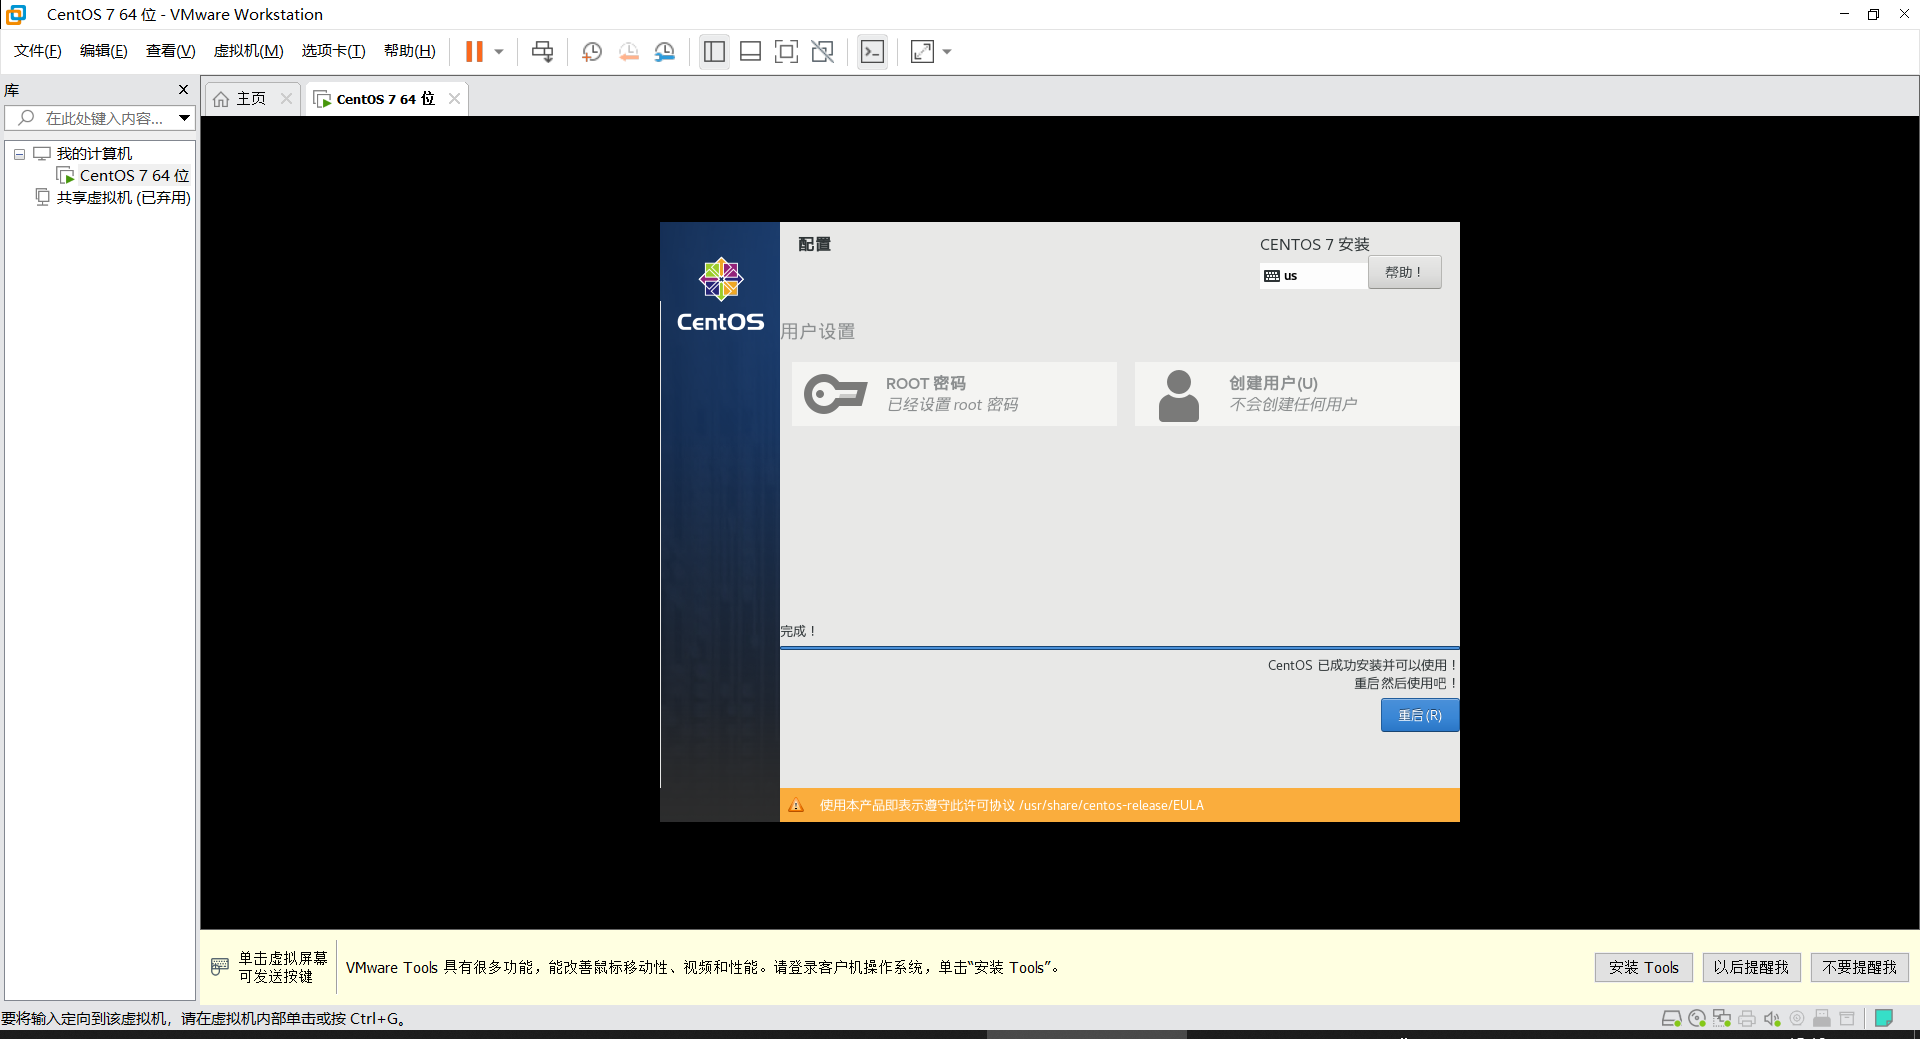 CentOS 7 64 位 - VMware Workstation
文件(F) 编辑(E) 查看(V) 虚拟机(M) 选项卡(T) 帮助(H)
库
在此处键入内容...
我的计算机
CentOS 7 64 位
共享虚拟机 (已弃用)
主页
CentOS 7 64 位
CentOS
配置
CENTOS 7 安装
us
帮助！
用户设置
ROOT 密码
已经设置 root 密码
创建用户(U)
不会创建任何用户
完成！
CentOS 已成功安装并可以使用！
重启然后使用吧！
重启(R)
使用本产品即表示遵守此许可协议 /usr/share/centos-release/EULA
单击虚拟屏幕
可发送按键
VMware Tools 具有很多功能，能改善鼠标移动性、视频和性能。请登录客户机操作系统，单击“安装 Tools”。
安装 Tools
以后提醒我
不要提醒我
要将输入定向到该虚拟机，请在虚拟机内部单击或按 Ctrl+G。